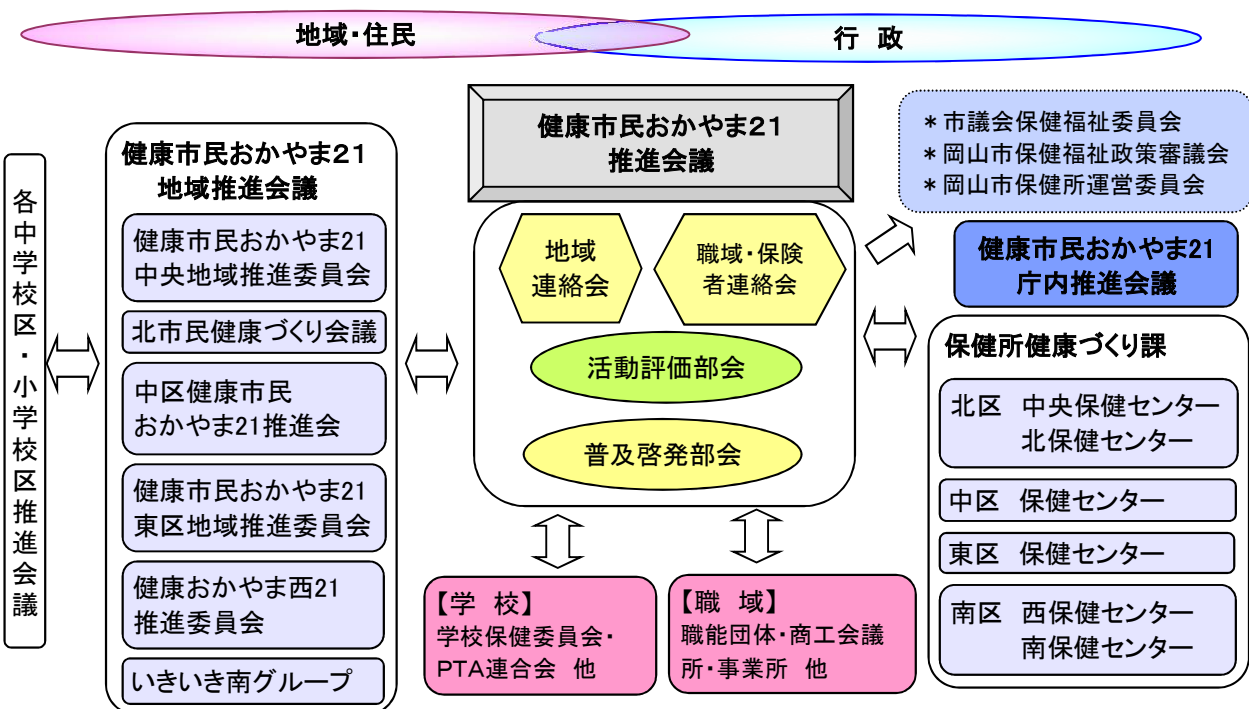 地域・住民
行 政
各中学校区・小学校区推進会議
健康市民おかやま21
地域推進会議
健康市民おかやま21
中央地域推進委員会
北市民健康づくり会議
中区健康市民
おかやま21推進会
健康市民おかやま21
東区地域推進委員会
健康おかやま西21
推進委員会
いきいき南グループ
健康市民おかやま21
推進会議
地域
連絡会
職域・保険
者連絡会
活動評価部会
普及啓発部会
【学 校】
学校保健委員会・
PTA連合会 他
【職 域】
職能団体・商工会議
所・事業所 他
*市議会保健福祉委員会
*岡山市保健福祉政策審議会
*岡山市保健所運営委員会
健康市民おかやま21
庁内推進会議
保健所健康づくり課
北区 中央保健センター
北保健センター
中区 保健センター
東区 保健センター
南区 西保健センター
南保健センター